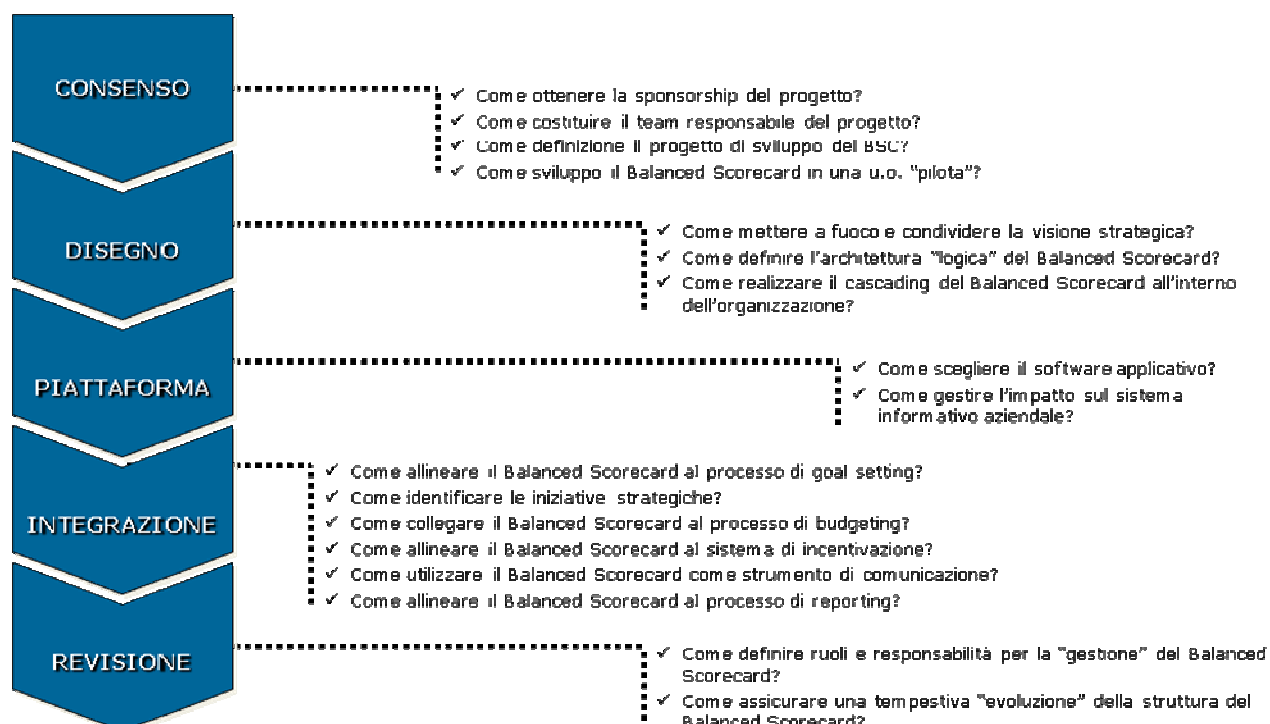 CONSENSO
✓ Come ottenere la sponsorship del progetto?
✓ Come costituire il team responsabile del progetto?
✓ Come definizione il progetto di sviluppo del BSC?
✓ Come sviluppo il Balanced Scorecard in una u.o. "pilota"?
DISEGNO
✓ Come mettere a fuoco e condividere la visione strategica?
✓ Come definire l'architettura "logica" del Balanced Scorecard?
✓ Come realizzare il cascading del Balanced Scorecard all'interno
dell'organizzazione?
PIATTAFORMA
✓ Come scegliere il software applicativo?
✓ Come gestire l'impatto sul sistema
informativo aziendale?
INTEGRAZIONE
✓ Come allineare il Balanced Scorecard al processo di goal setting?
✓ Come identificare le iniziative strategiche?
✓ Come collegare il Balanced Scorecard al processo di budgeting?
✓ Come allineare il Balanced Scorecard al sistema di incentivazione?
✓ Come utilizzare il Balanced Scorecard come strumento di comunicazione?
✓ Come allineare il Balanced Scorecard al processo di reporting?
REVISIONE
✓ Come definire ruoli e responsabilità per la "gestione" del Balanced
Scorecard?
✓ Come assicurare una tempestiva "evoluzione" della struttura del
Balanced Scorecard?